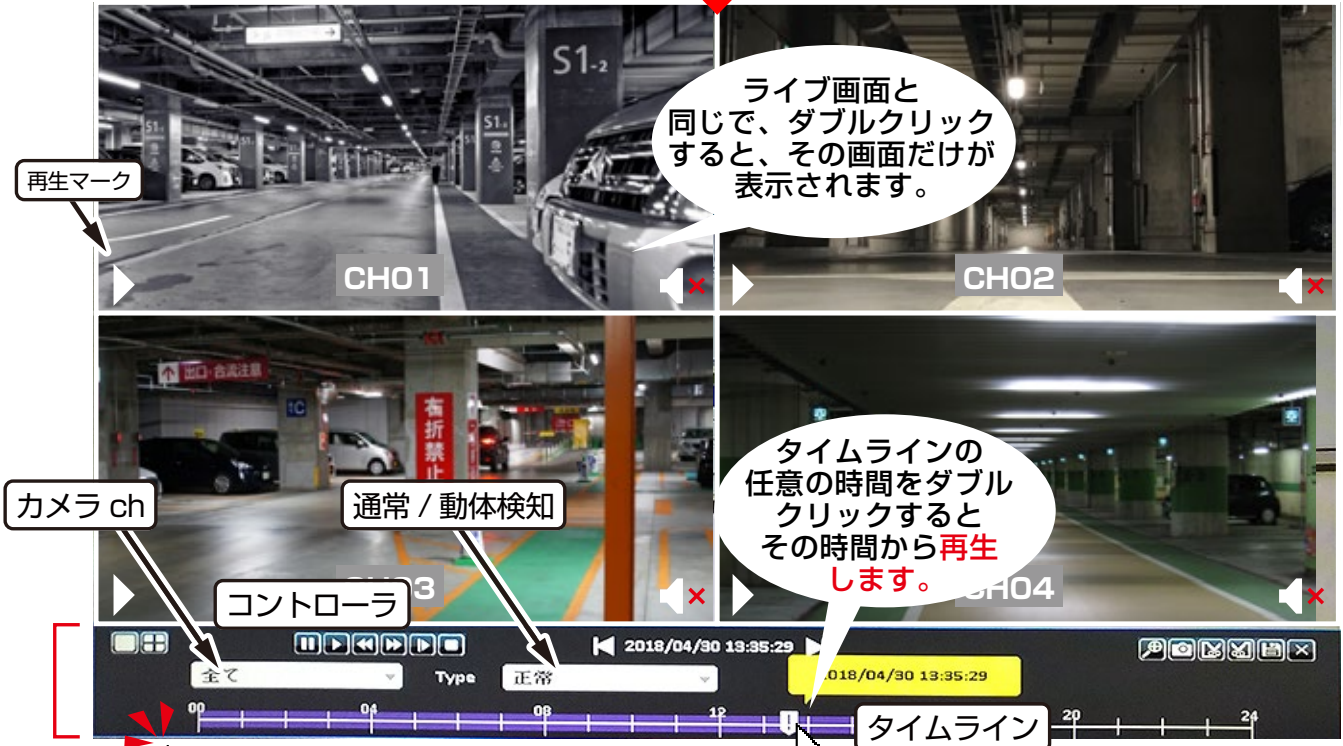 S1-2
ライブ画面と
同じで、ダブルクリック
すると、その画面だけが
表示されます。
再生マーク
CH01
CH02
出口・合流注意
1C
右折禁止
タイムラインの
任意の時間をダブル
クリックすると
その時間から再生
します。
カメラ ch
通常 / 動体検知
コントローラ
3
H04
2018/04/30 13:35:29
全て
Type
正常
018/04/30 13:35:29
00
04
08
12
タイムライン
20
24